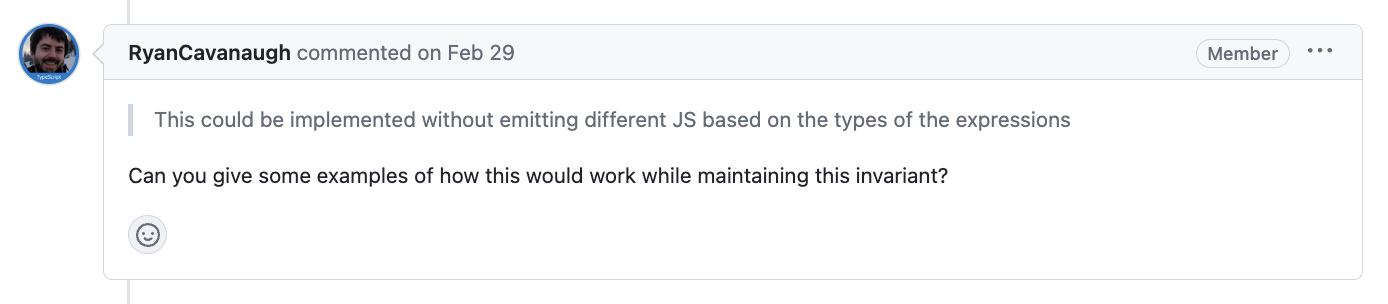 RyanCavanaugh commented on Feb 29
Member
This could be implemented without emitting different JS based on the types of the expressions
Can you give some examples of how this would work while maintaining this invariant?
TypeScript